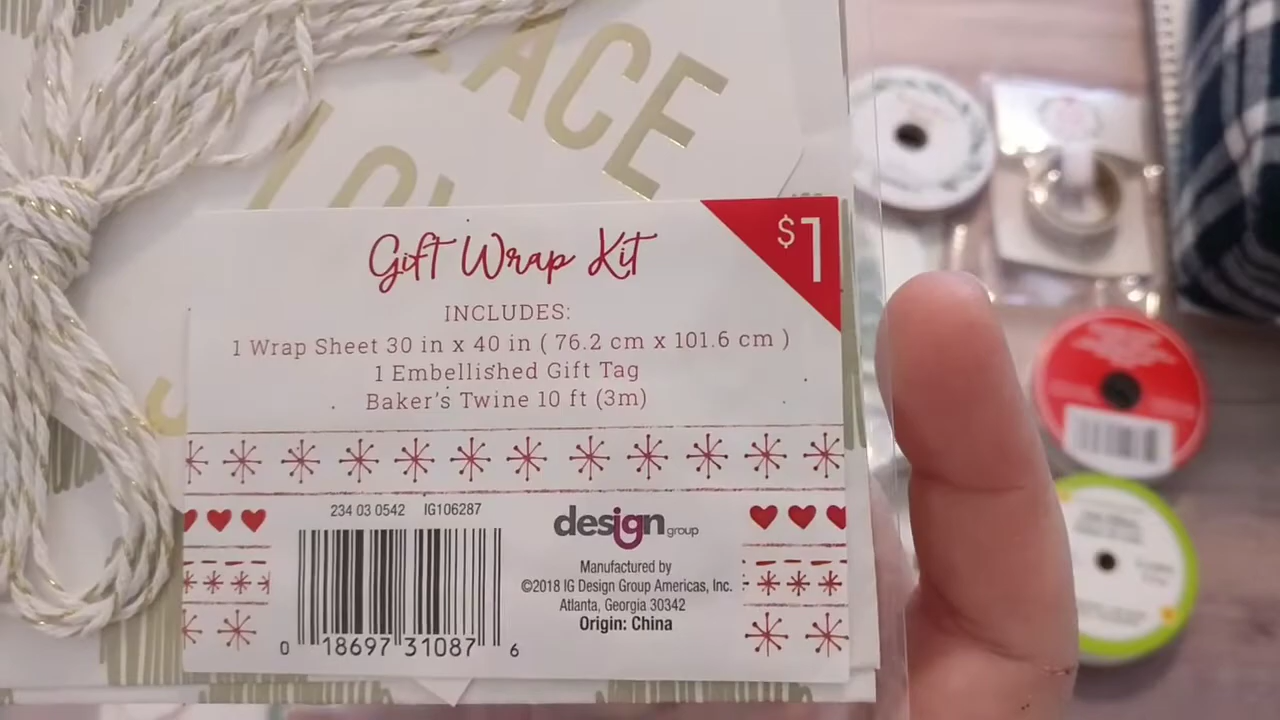 ACE
LOV
Gift Wrap Kit
$1
INCLUDES:
1 Wrap Sheet 30 in x 40 in ( 76.2 cm x 101.6 cm )
1 Embellished Gift Tag
Baker's Twine 10 ft (3m)
234 03 0542 IG106287
design group
Manufactured by
©2018 IG Design Group Americas, Inc.
Atlanta, Georgia 30342
Origin: China
0 18697 31087 6